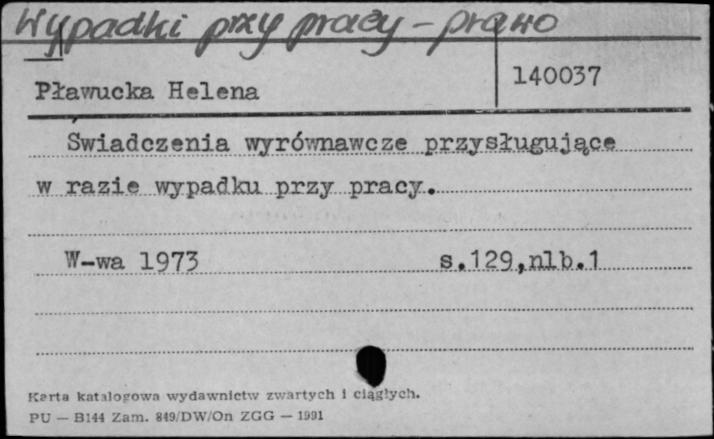 Wypadki przy pracy - prawo
140037
Pławucka Helena
Świadczenia wyrównawcze przysługujące
w razie wypadku przy pracy.
W-wa 1973 s.129,nlb.1
Karta katalogowa wydawnictw zwartych i ciągłych.
PU — B144 Zam. 849/DW/On ZGG — 1991